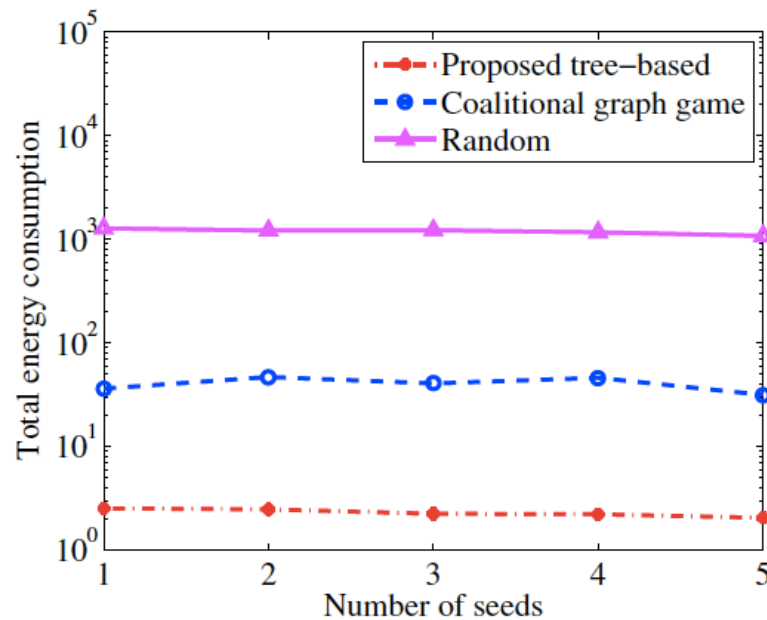 10^5
10^4
10^3
10^2
10^1
10^0
Total energy consumption
Proposed tree−based
Coalitional graph game
Random
1 2 3 4 5
Number of seeds